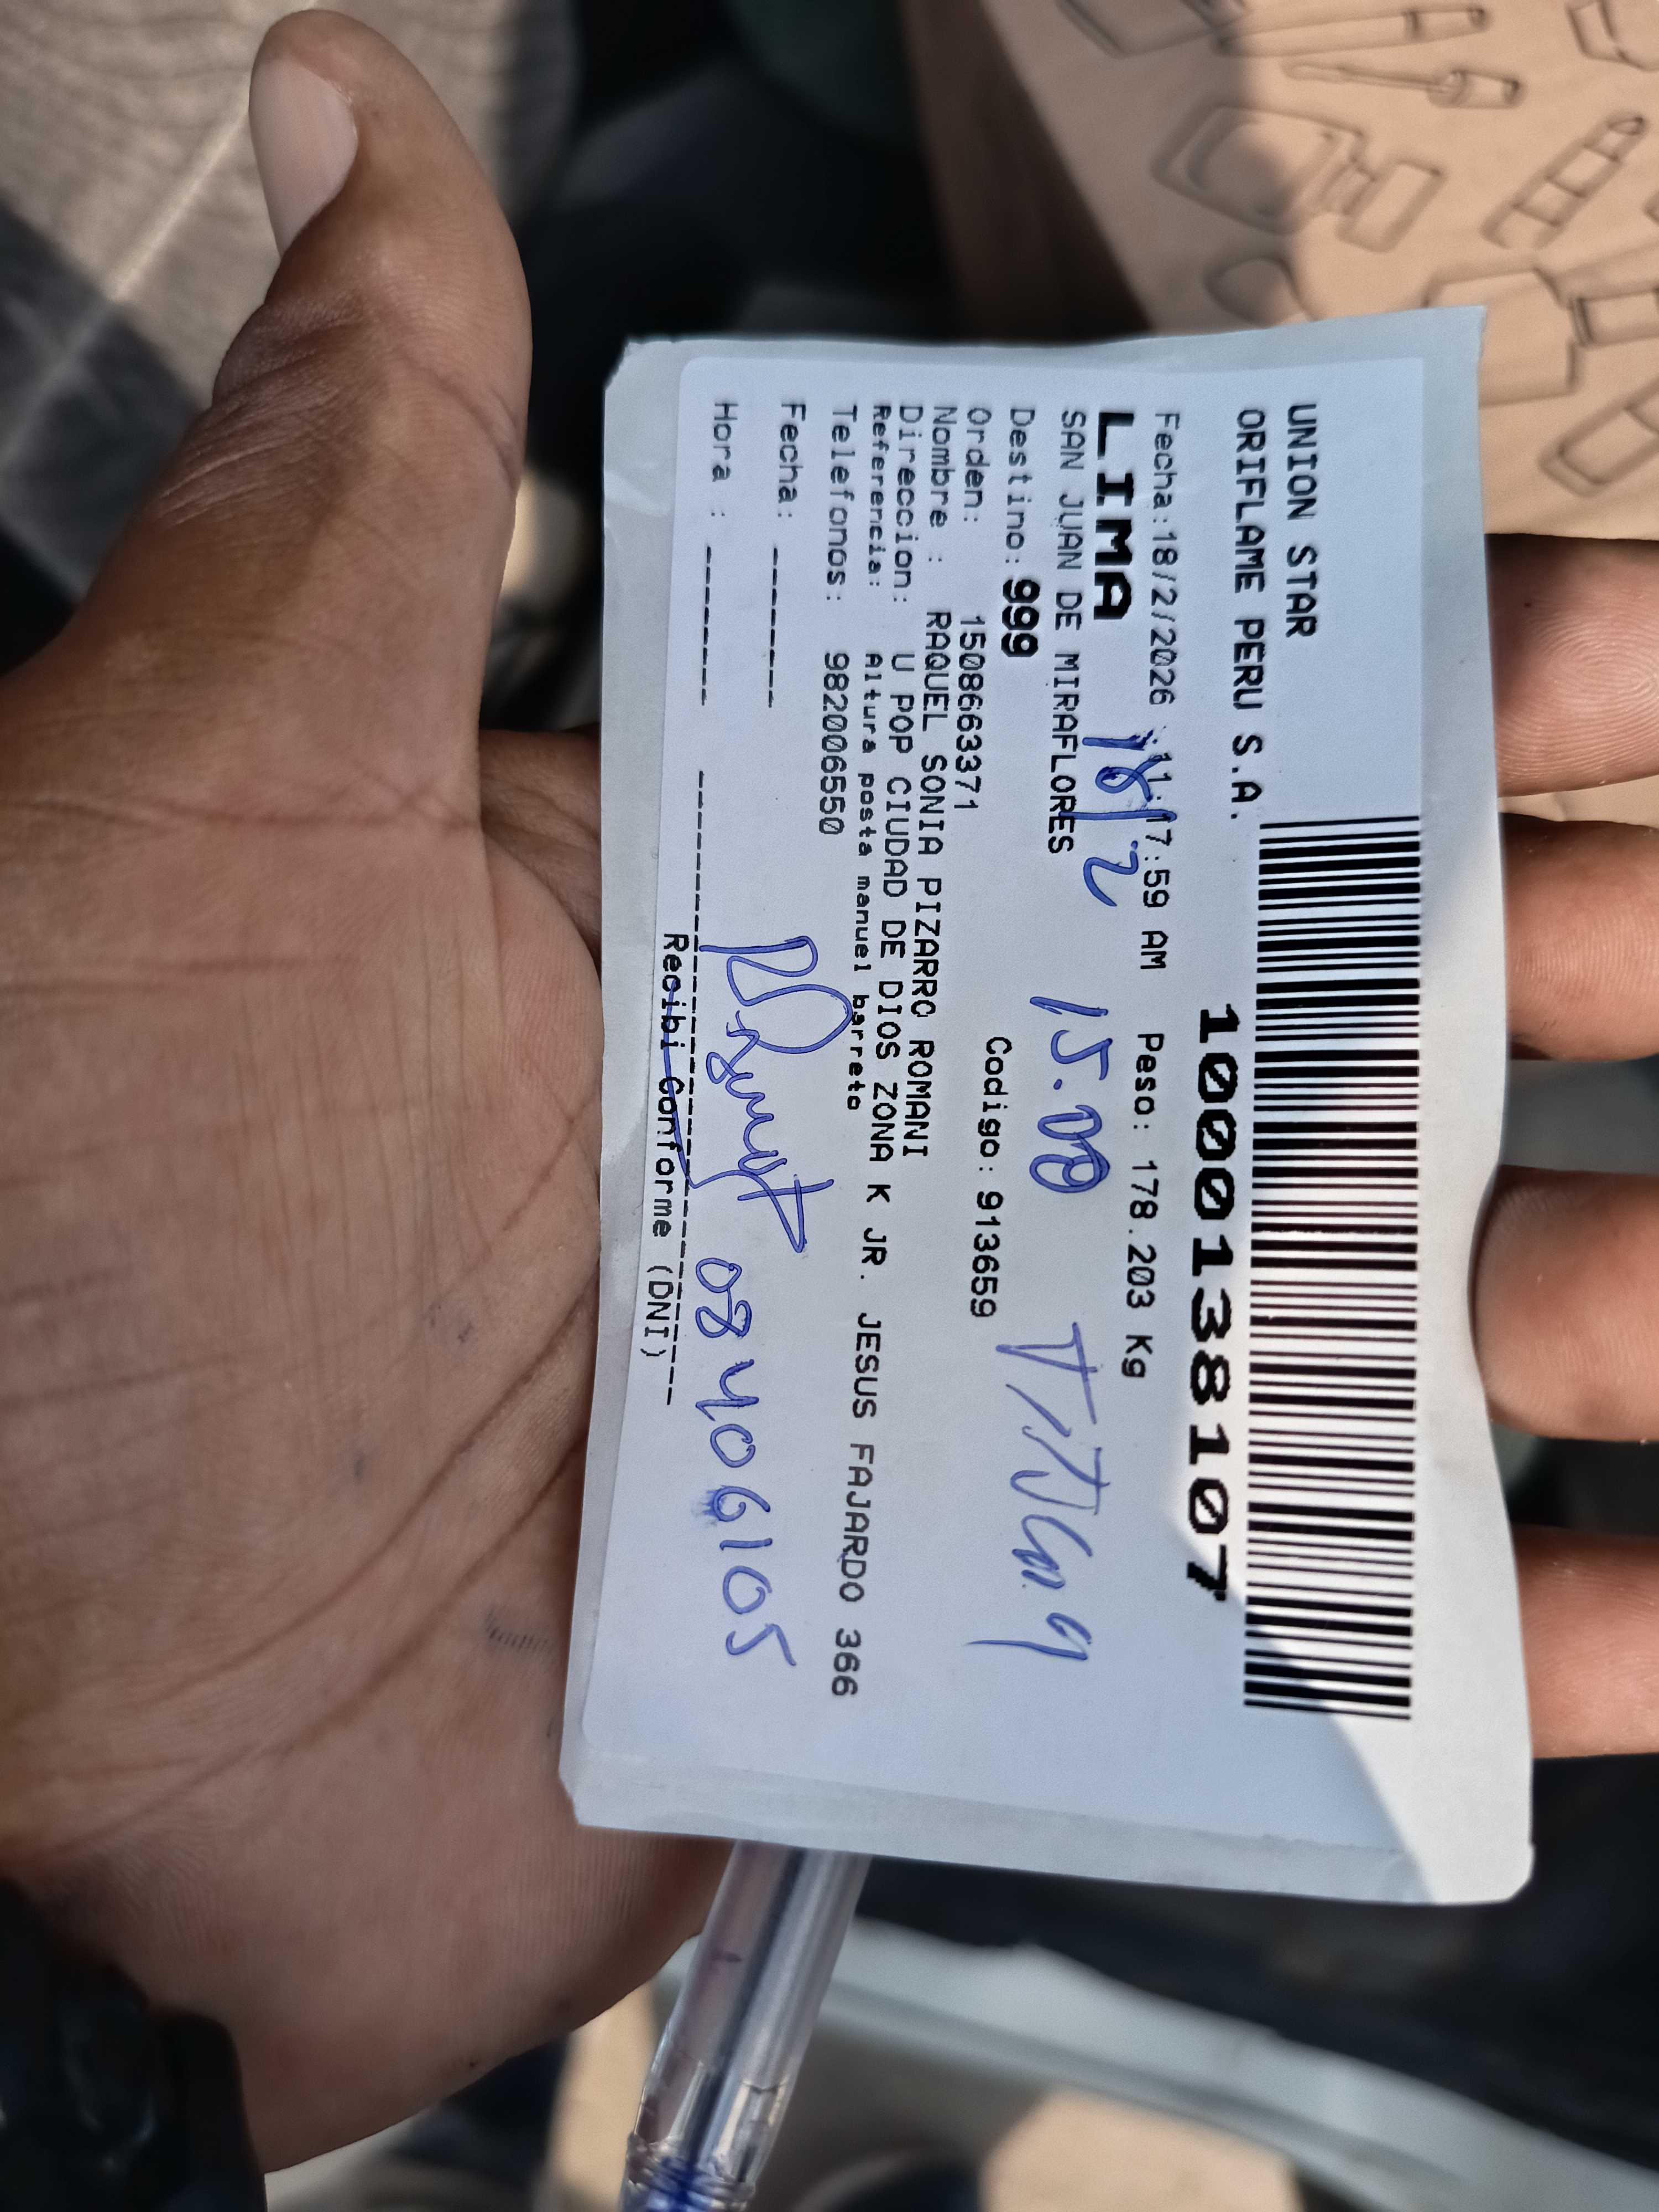 UNION STAR
ORIFLAME PERU S.A.
1000138107
Fecha:18/2/2026 11:17:59 AM Peso: 178.203 Kg
LIMA 18/2
SAN JUAN DE MIRAFLORES 15.00
Destino: 999
Orden: 1508663371 Codigo: 913659
Nombre : RAQUEL SONIA PIZARRO ROMANI
Direccion: U POP CIUDAD DE DIOS ZONA K JR. JESUS FAJARDO 366
Referencia: Altura posta manuel barreto
Telefonos: 982006550
Fecha: -------
Hora : -------
08406105
Recibi Conforme (DNI)